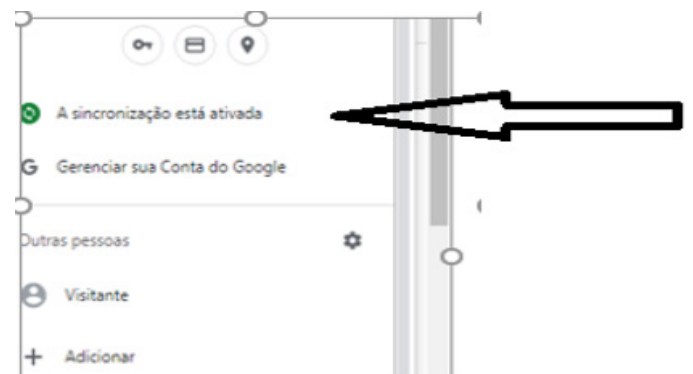 A sincronização está ativada
G Gerenciar sua Conta do Google
Outras pessoas
Visitante
Adicionar